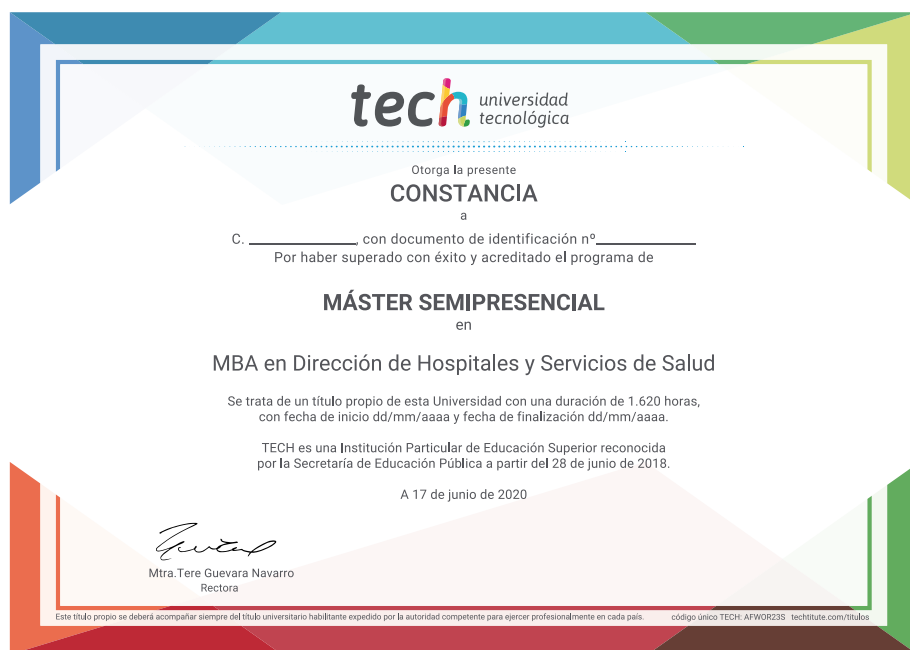 tech universidad
tecnológica
Otorga la presente
CONSTANCIA
a
C. ____________, con documento de identificación nº____________
Por haber superado con éxito y acreditado el programa de
MÁSTER SEMIPRESENCIAL
en
MBA en Dirección de Hospitales y Servicios de Salud
Se trata de un título propio de esta Universidad con una duración de 1.620 horas,
con fecha de inicio dd/mm/aaaa y fecha de finalización dd/mm/aaaa.
TECH es una Institución Particular de Educación Superior reconocida
por la Secretaría de Educación Pública a partir del 28 de junio de 2018.
A 17 de junio de 2020
Mtra.Tere Guevara Navarro
Rectora
Este título propio se deberá acompañar siempre del título universitario habilitante expedido por la autoridad competente para ejercer profesionalmente en cada país. código único TECH: AFWOR23S techtitute.com/titulos